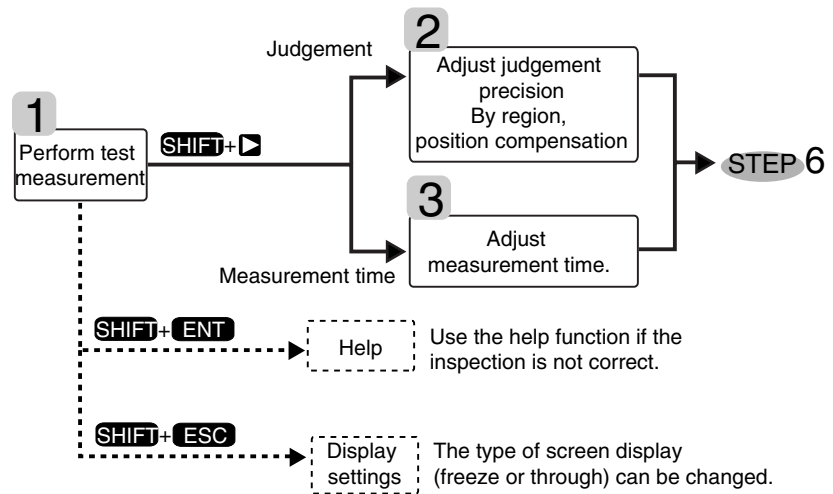 1
Perform test
measurement
SHIFT+▶
Judgement
2
Adjust judgement
precision
By region,
position compensation
Measurement time
3
Adjust
measurement time.
STEP 6
SHIFT+ ENT
Help
Use the help function if the
inspection is not correct.
SHIFT+ ESC
Display
settings
The type of screen display
(freeze or through) can be changed.